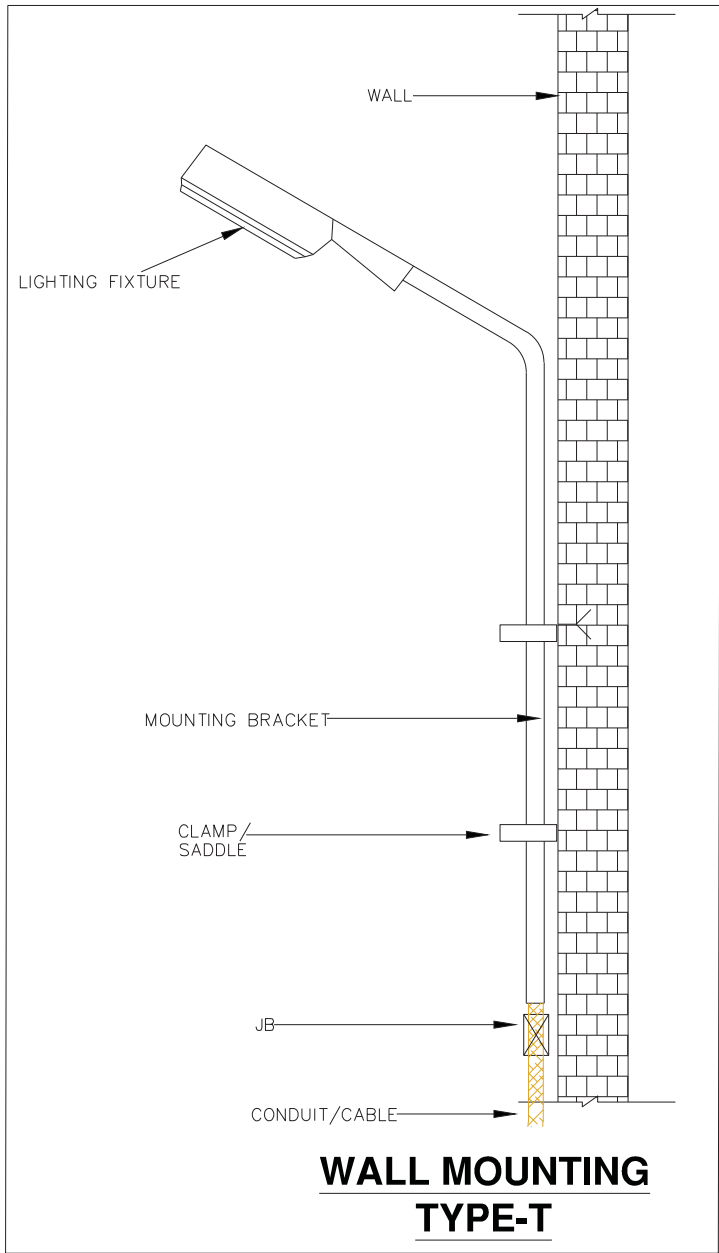 WALL
LIGHTING FIXTURE
MOUNTING BRACKET
CLAMP/
SADDLE
JB
CONDUIT/CABLE
WALL MOUNTING
TYPE-T